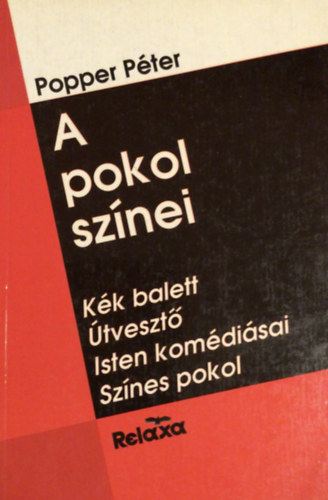 Popper Péter
A
pokol
színei
Kék balett
Útvesztő
Isten komédiásai
Színes pokol
Relaxa